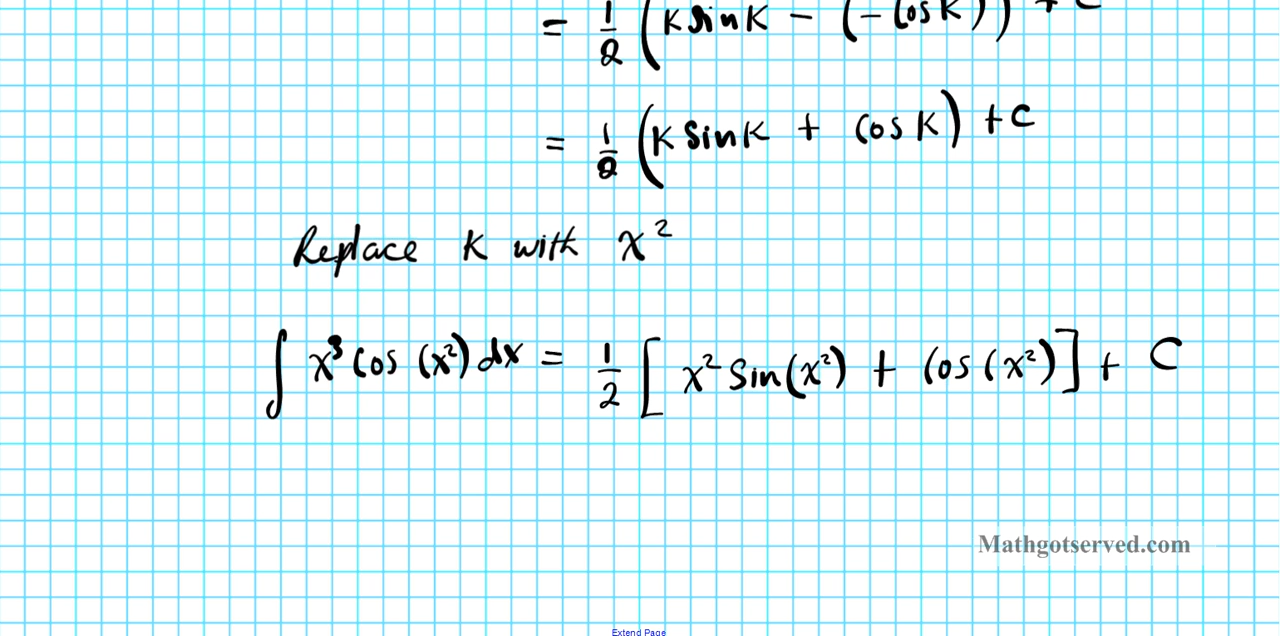 = 1/2 (K sin K - (-cos K)) + C
= 1/2 (K sin K + cos K) + C
Replace K with x²
∫ x³ cos (x²) dx = 1/2 [x² sin(x²) + cos(x²)] + C
Mathgotserved.com
Extend Page